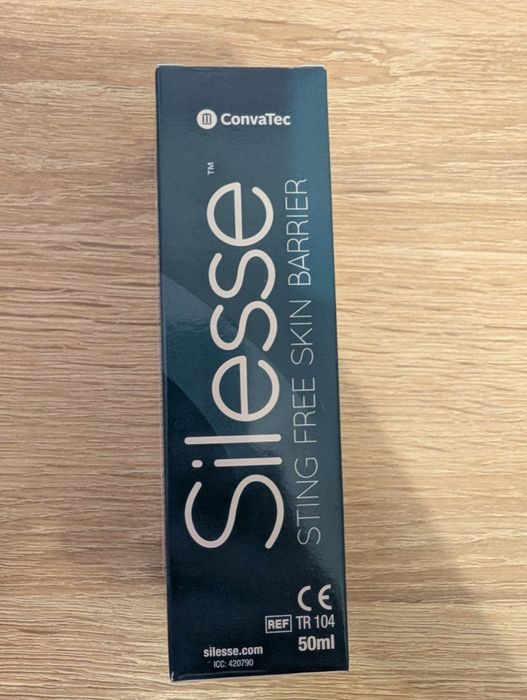 ConvaTec
Silesse™
STING FREE SKIN BARRIER
CE
REF TR 104
50ml
silesse.com
ICC: 420790